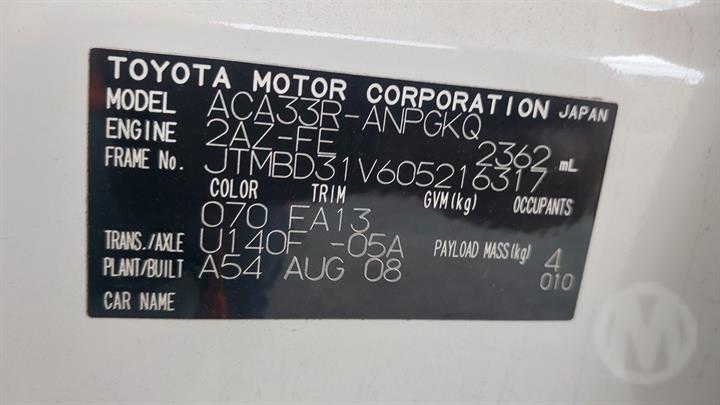 TOYOTA MOTOR CORPORATION JAPAN
MODEL ACA33R-ANPGKQ
ENGINE 2AZ-FE 2362 mL
FRAME No. JTMBD31V605216317
COLOR TRIM GVM(kg) OCCUPANTS
070 FA13
TRANS./AXLE U140F -05A PAYLOAD MASS(kg) 4
PLANT/BUILT A54 AUG 08 010
CAR NAME
M